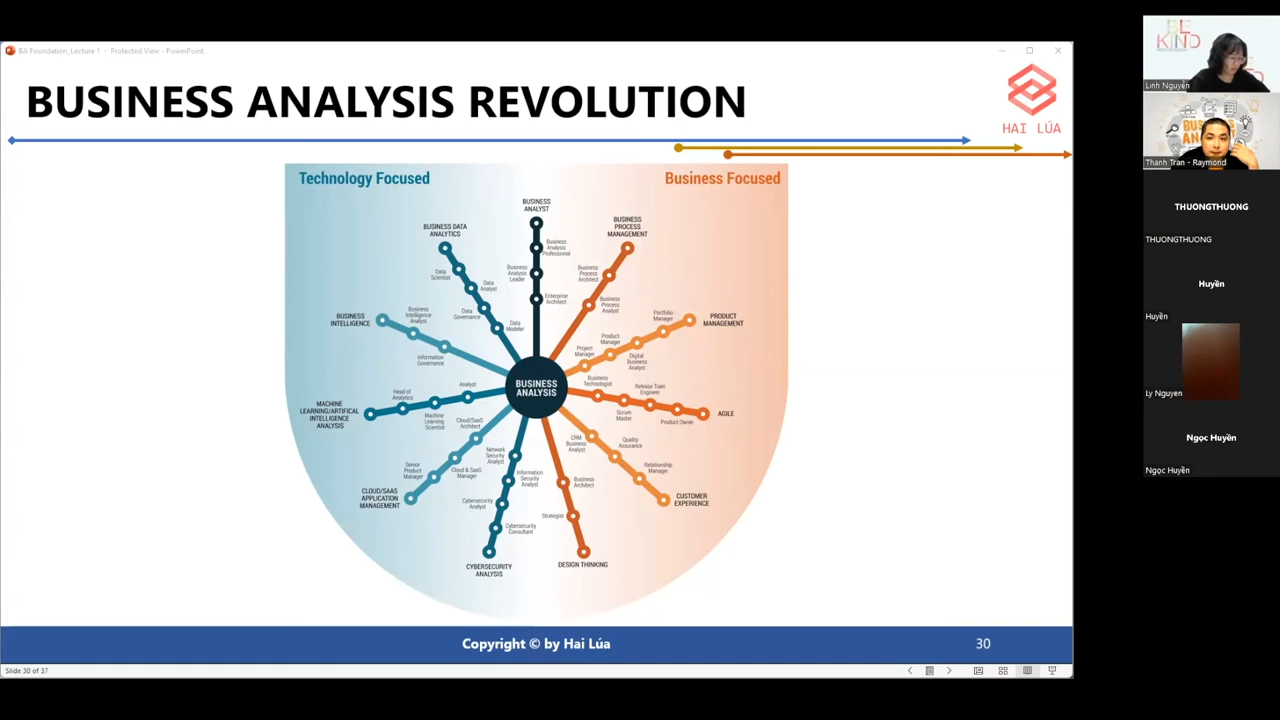 BA Foundation_Lecture 1 - Protected View - PowerPoint
BUSINESS ANALYSIS REVOLUTION
HAI LÚA
Technology Focused
Business Focused
BUSINESS
ANALYST
Business
Analysis
Professional
Business
Analysis
Leader
Enterprise
Architect
BUSINESS
PROCESS
MANAGEMENT
Business
Process
Architect
Business
Process
Analyst
PRODUCT
MANAGEMENT
Portfolio
Manager
Digital
Business
Analyst
Product
Manager
Project
Manager
AGILE
Product Owner
Release Train
Engineer
Scrum
Master
Business
Technologist
CUSTOMER
EXPERIENCE
Relationship
Manager
Quality
Assurance
CRM
Business
Analyst
DESIGN THINKING
Strategist
Business
Architect
CYBERSECURITY
ANALYSIS
Cybersecurity
Consultant
Cybersecurity
Analyst
Information
Security
Analyst
Network
Security
Analyst
CLOUD/SAAS
APPLICATION
MANAGEMENT
Senior
Product
Manager
Cloud & SaaS
Manager
Cloud/SaaS
Architect
MACHINE
LEARNING/ARTIFICAL
INTELLIGENCE
ANALYSIS
Head of
Analytics
Machine
Learning
Scientist
Analyst
BUSINESS
INTELLIGENCE
Business
Intelligence
Analyst
Information
Governance
BUSINESS DATA
ANALYTICS
Data
Scientist
Data
Analyst
Data
Governance
Data
Modeler
BUSINESS
ANALYSIS
Copyright © by Hai Lúa
30
Slide 30 of 37
BE
KIND
Linh Nguyễn
Thanh Tran - Raymond
THUONGTHUONG
THUONGTHUONG
Huyền
Huyền
Ly Nguyen
Ngọc Huyền
Ngọc Huyền